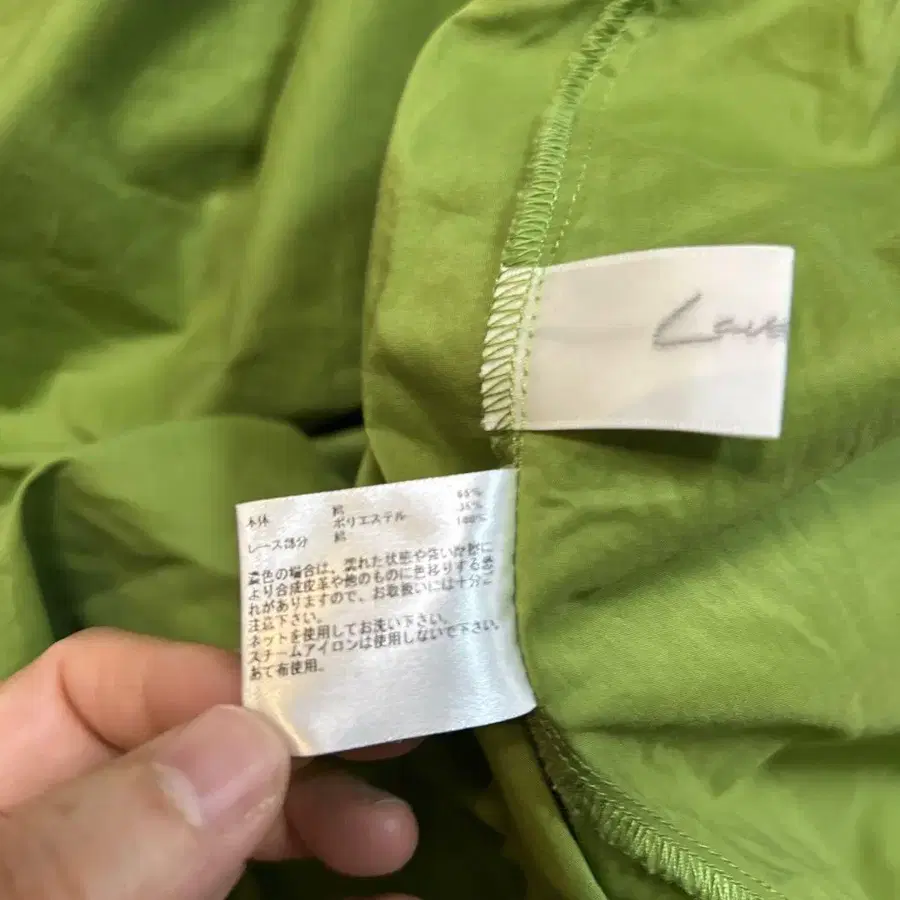 Lave
本体 綿 65%
ポリエステル 35%
レース部分 綿 100%
濃色の場合は、濡れた状態や強い摩擦に
より合成皮革や他のものに色移りする恐
れがありますので、お取扱いには十分ご
注意下さい。
ネットを使用してお洗い下さい。
スチームアイロンは使用しないで下さい。
あて布使用。